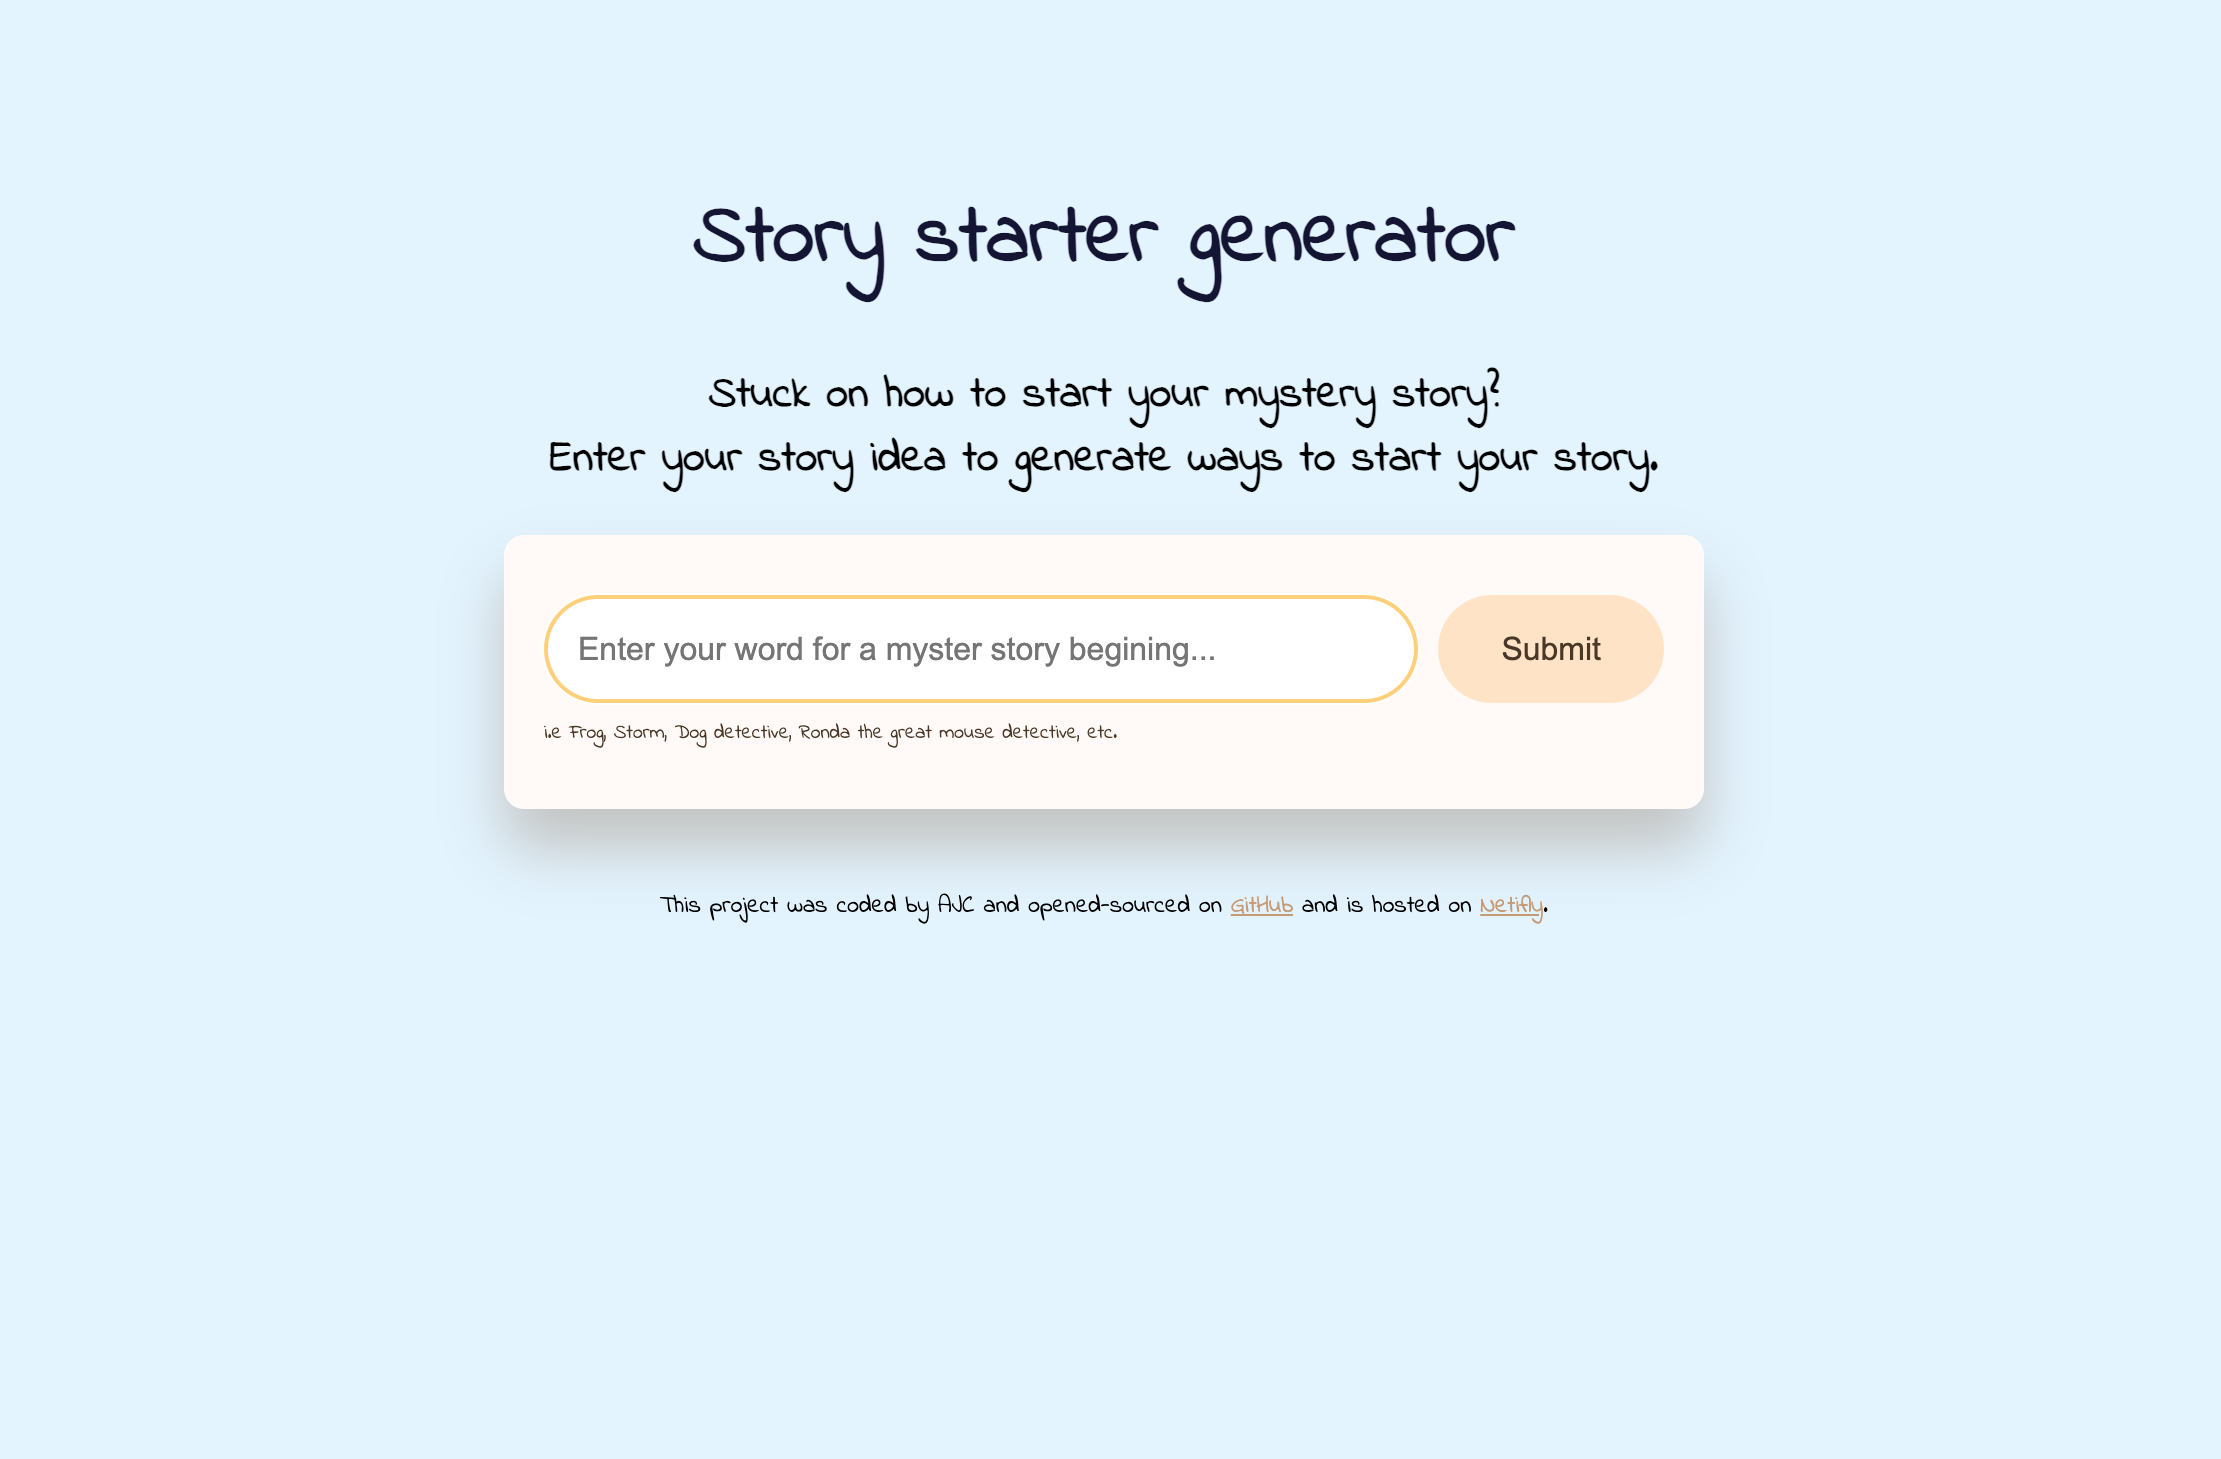 Story starter generator
Stuck on how to start your mystery story?
Enter your story idea to generate ways to start your story.
Enter your word for a myster story begining...
Submit
i.e Frog, Storm, Dog detective, Ronda the great mouse detective, etc.
This project was coded by AJC and opened-sourced on GitHub and is hosted on Netifly.